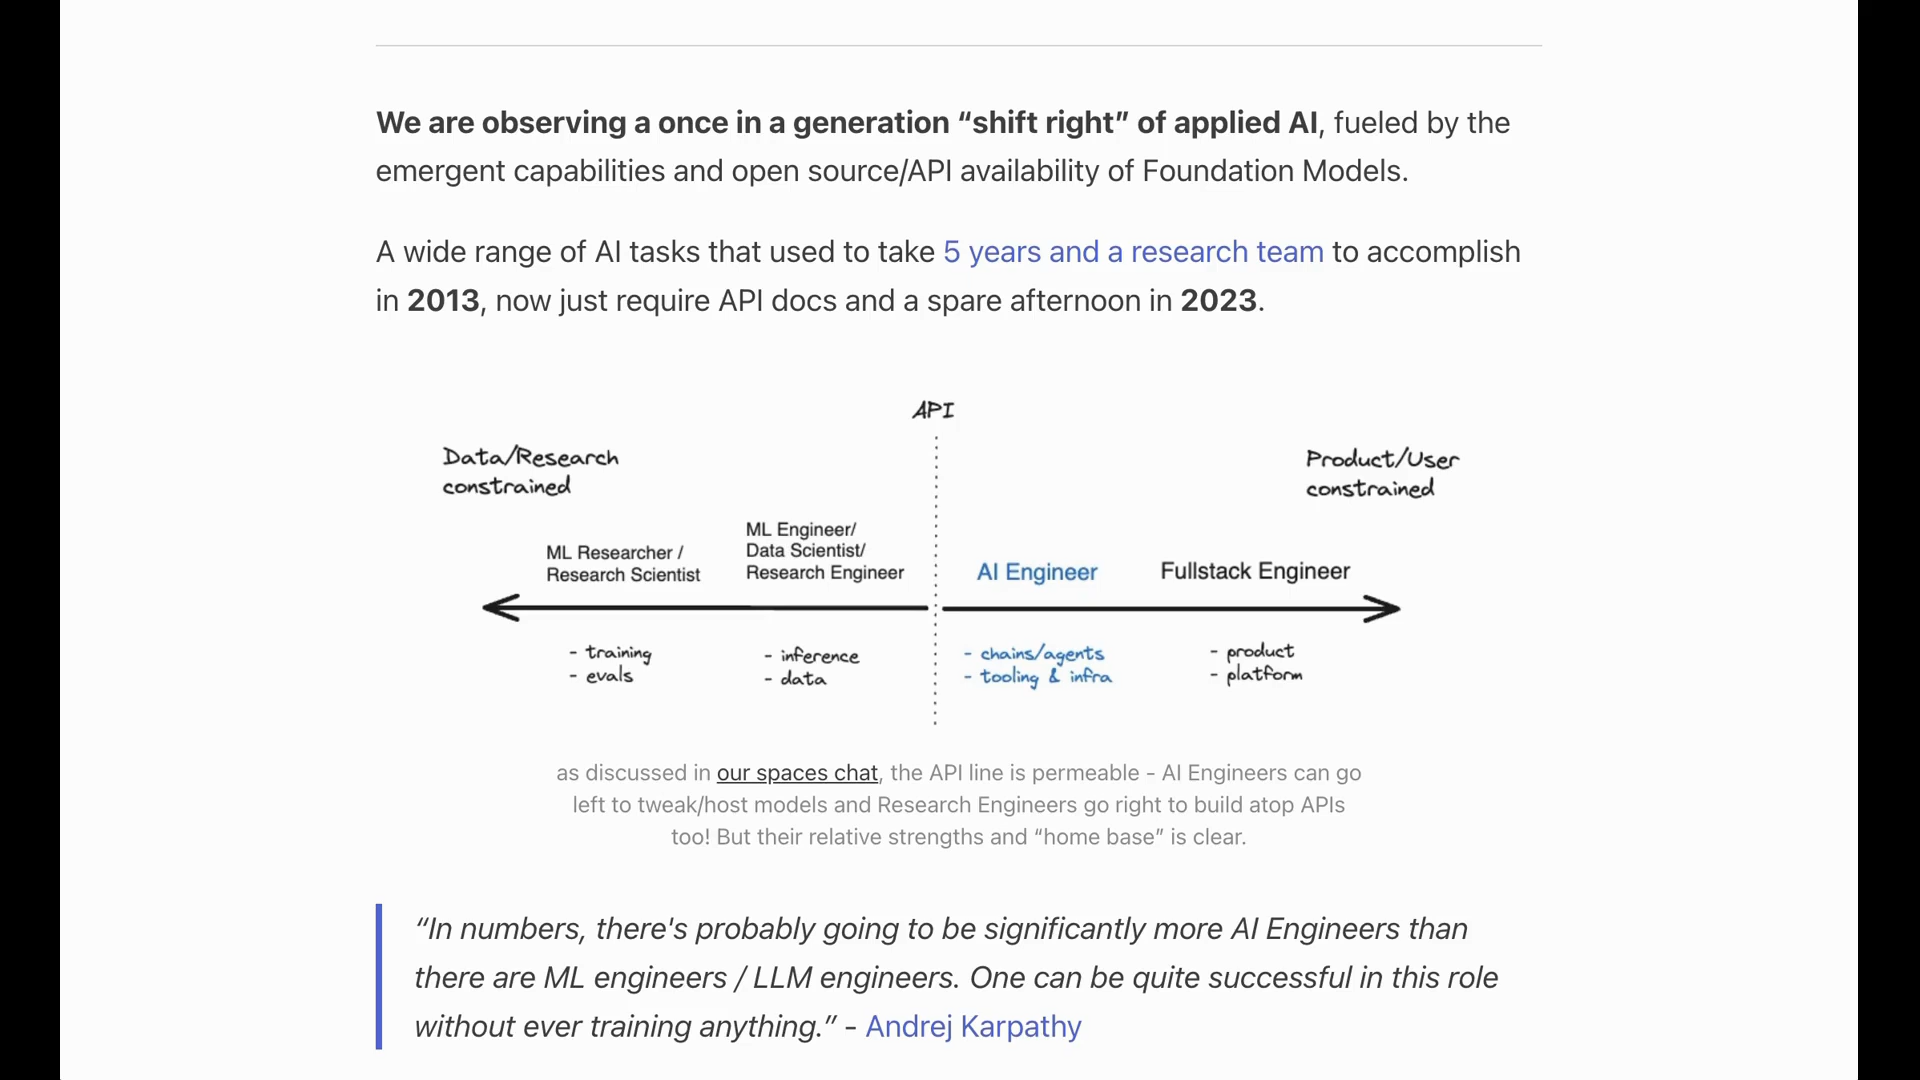 We are observing a once in a generation “shift right” of applied AI, fueled by the
emergent capabilities and open source/API availability of Foundation Models.
A wide range of AI tasks that used to take 5 years and a research team to accomplish
in 2013, now just require API docs and a spare afternoon in 2023.
API
Data/Research
constrained
Product/User
constrained
ML Researcher /
Research Scientist
ML Engineer/
Data Scientist/
Research Engineer
AI Engineer
Fullstack Engineer
- training
- evals
- inference
- data
- chains/agents
- tooling & infra
- product
- platform
as discussed in our spaces chat, the API line is permeable - AI Engineers can go
left to tweak/host models and Research Engineers go right to build atop APIs
too! But their relative strengths and “home base” is clear.
“In numbers, there's probably going to be significantly more AI Engineers than
there are ML engineers / LLM engineers. One can be quite successful in this role
without ever training anything.” - Andrej Karpathy